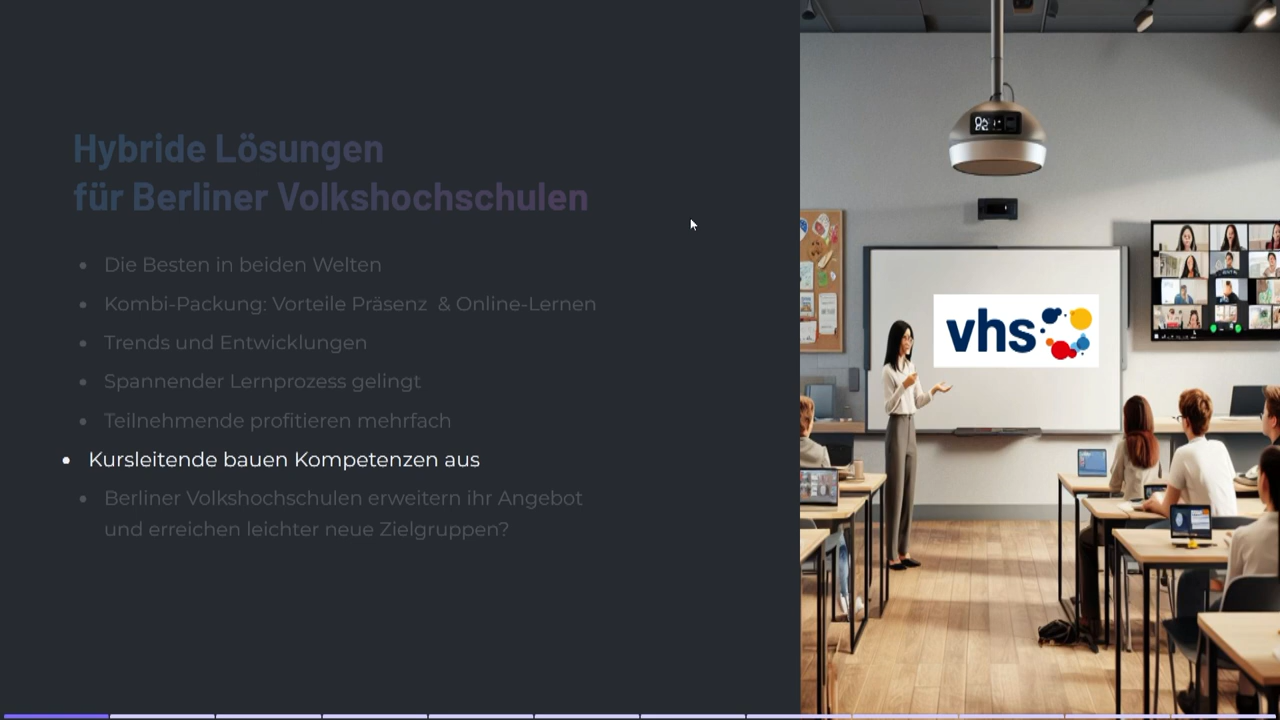 Hybride Lösungen
für Berliner Volkshochschulen
Die Besten in beiden Welten
Kombi-Packung: Vorteile Präsenz & Online-Lernen
Trends und Entwicklungen
Spannender Lernprozess gelingt
Teilnehmende profitieren mehrfach
Kursleitende bauen Kompetenzen aus
Berliner Volkshochschulen erweitern ihr Angebot
und erreichen leichter neue Zielgruppen?
vhs